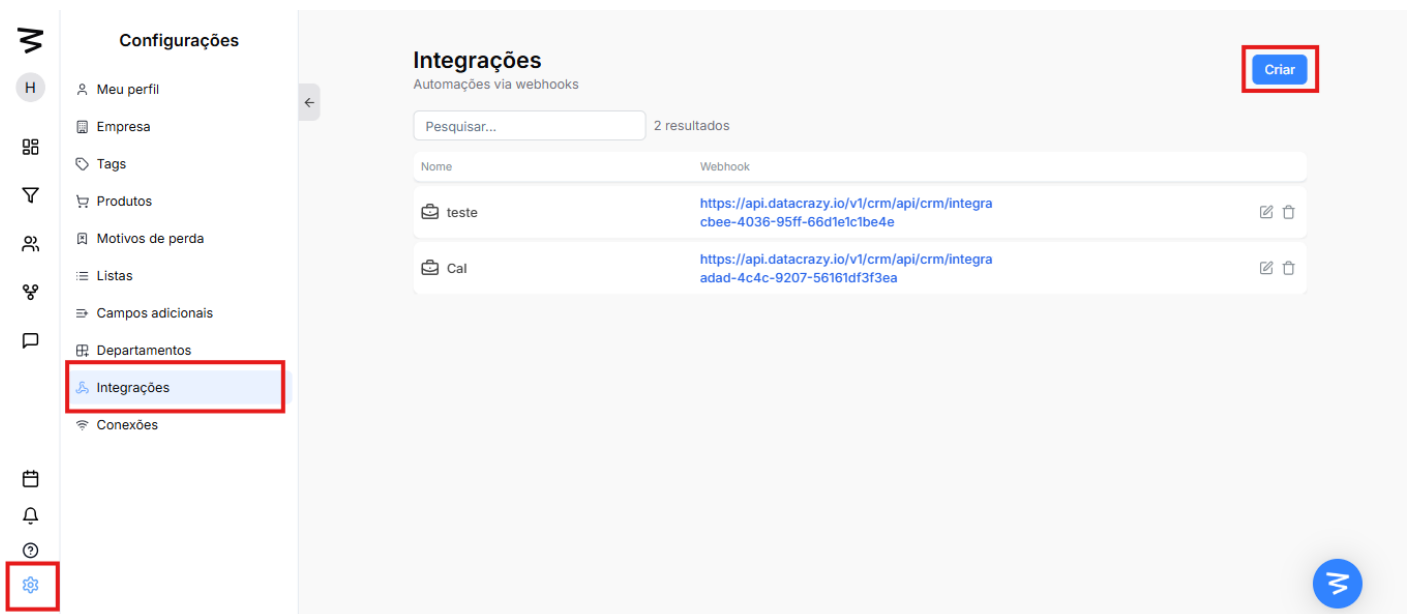 Configurações
H
Meu perfil
Empresa
Tags
Produtos
Motivos de perda
Listas
Campos adicionais
Departamentos
Integrações
Conexões
Integrações
Automações via webhooks
Criar
Pesquisar...
2 resultados
Nome
Webhook
teste
https://api.datacrazy.io/v1/crm/api/crm/integra
cbee-4036-95ff-66d1e1c1be4e
Cal
https://api.datacrazy.io/v1/crm/api/crm/integra
adad-4c4c-9207-56161df3f3ea